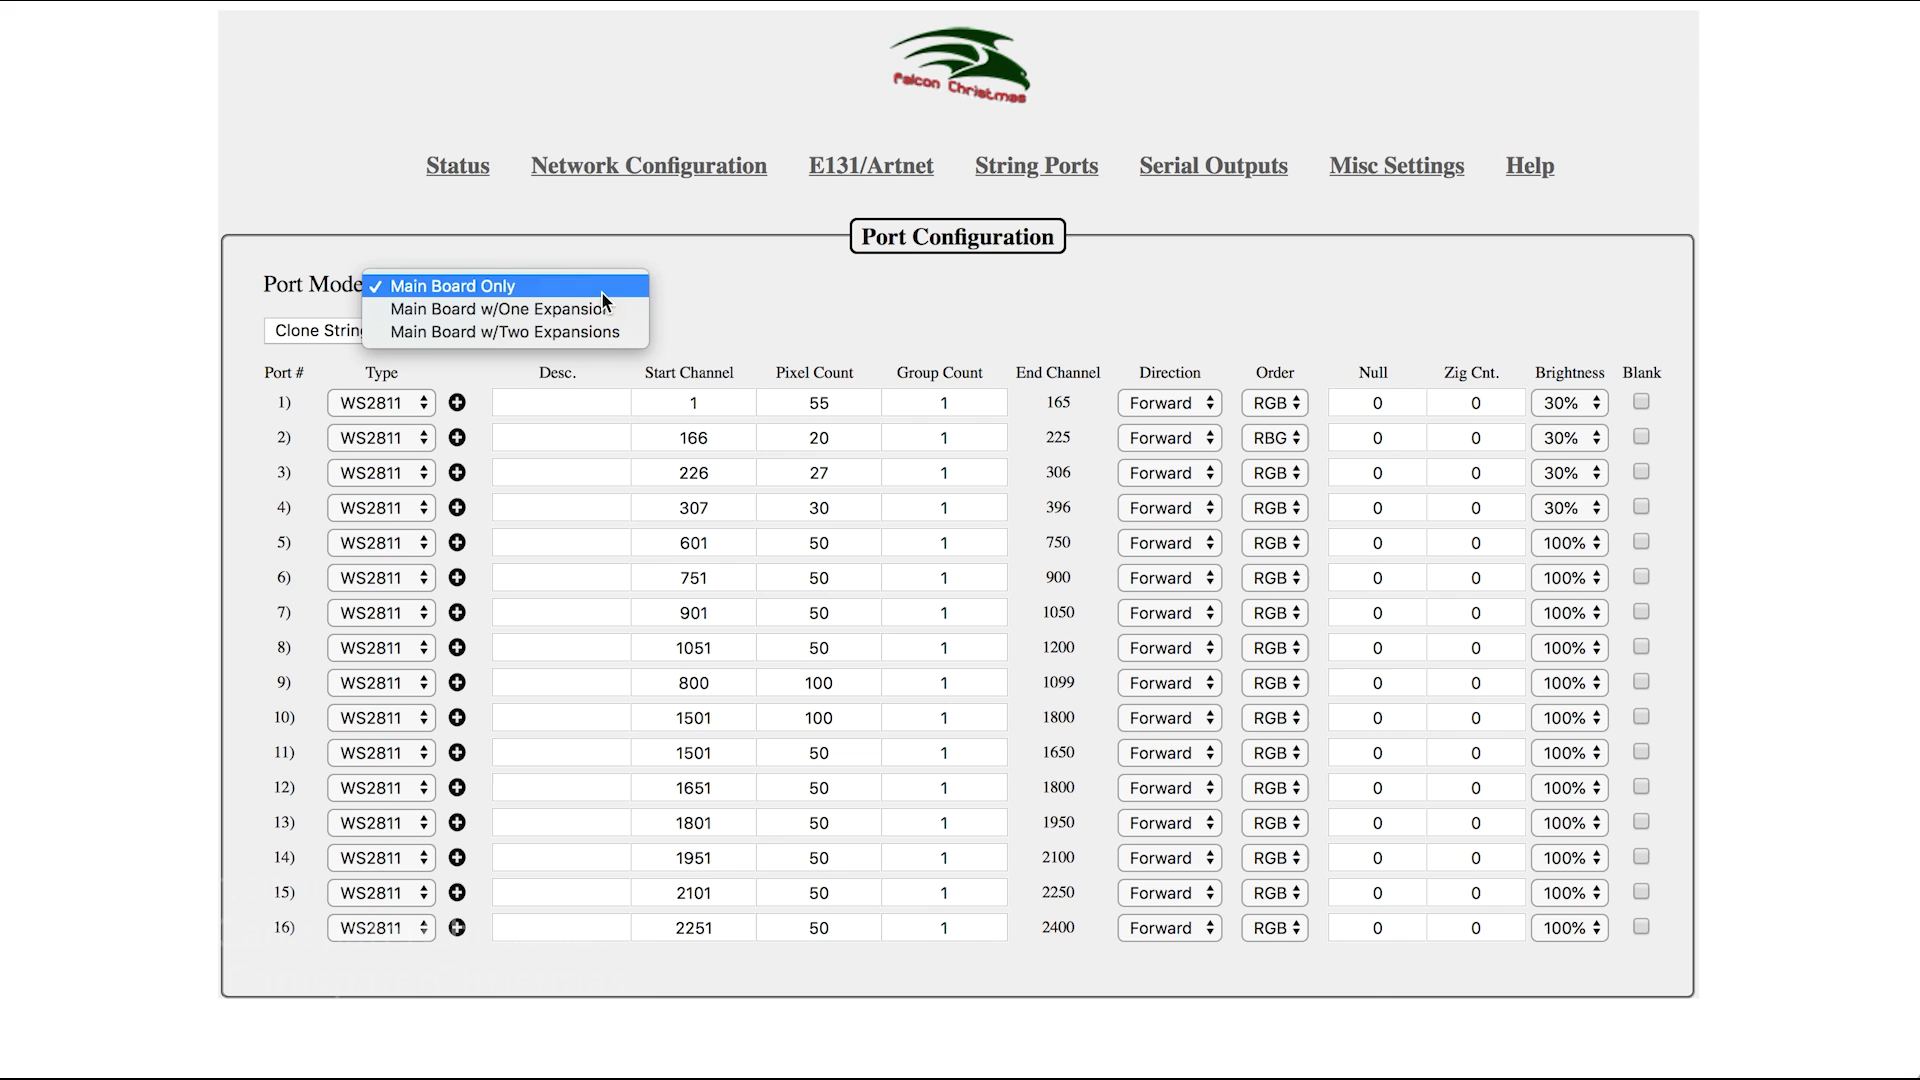 Falcon Christmas
Status Network Configuration E131/Artnet String Ports Serial Outputs Misc Settings Help
Port Configuration
Port Mode ✓ Main Board Only
Main Board w/One Expansion
Clone String Main Board w/Two Expansions
Port # Type Desc. Start Channel Pixel Count Group Count End Channel Direction Order Null Zig Cnt. Brightness Blank
1) WS2811 1 55 1 165 Forward RGB 0 0 30%
2) WS2811 166 20 1 225 Forward RBG 0 0 30%
3) WS2811 226 27 1 306 Forward RGB 0 0 30%
4) WS2811 307 30 1 396 Forward RGB 0 0 30%
5) WS2811 601 50 1 750 Forward RGB 0 0 100%
6) WS2811 751 50 1 900 Forward RGB 0 0 100%
7) WS2811 901 50 1 1050 Forward RGB 0 0 100%
8) WS2811 1051 50 1 1200 Forward RGB 0 0 100%
9) WS2811 800 100 1 1099 Forward RGB 0 0 100%
10) WS2811 1501 100 1 1800 Forward RGB 0 0 100%
11) WS2811 1501 50 1 1650 Forward RGB 0 0 100%
12) WS2811 1651 50 1 1800 Forward RGB 0 0 100%
13) WS2811 1801 50 1 1950 Forward RGB 0 0 100%
14) WS2811 1951 50 1 2100 Forward RGB 0 0 100%
15) WS2811 2101 50 1 2250 Forward RGB 0 0 100%
16) WS2811 2251 50 1 2400 Forward RGB 0 0 100%